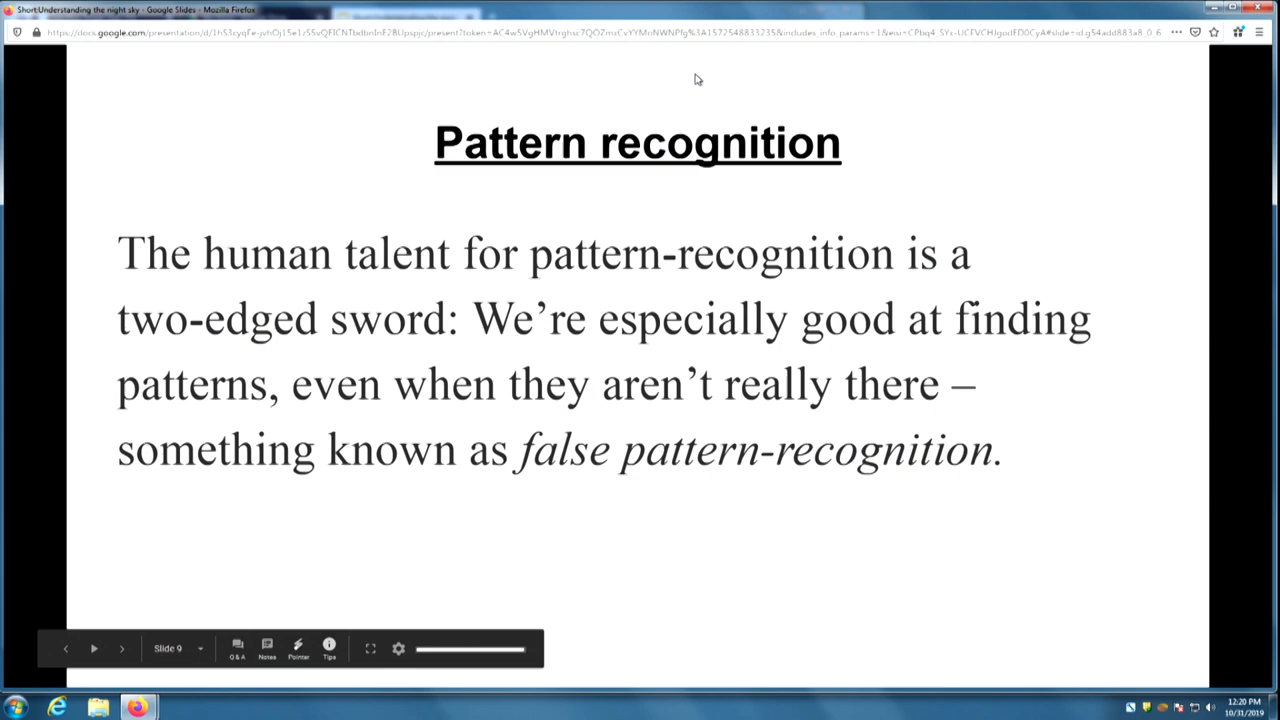 Short:Understanding the night sky - Google Slides - Mozilla Firefox
Pattern recognition
The human talent for pattern-recognition is a
two-edged sword: We’re especially good at finding
patterns, even when they aren’t really there –
something known as false pattern-recognition.
Slide 9
Q & A Notes Pointer Tips
12:20 PM
10/31/2019